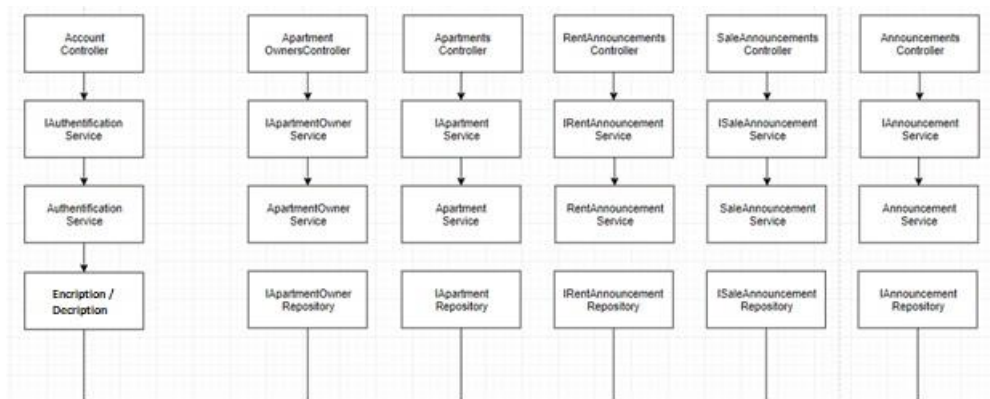 Account
Controller
Apartment
OwnersController
Apartments
Controller
RentAnnouncements
Controller
SaleAnnouncements
Controller
Announcements
Controller
IAuthentification
Service
IApartmentOwner
Service
IApartment
Service
IRentAnnouncement
Service
ISaleAnnouncement
Service
IAnnouncement
Service
Authentification
Service
ApartmentOwner
Service
Apartment
Service
RentAnnouncement
Service
SaleAnnouncement
Service
Announcement
Service
Encription /
Decription
IApartmentOwner
Repository
IApartment
Repository
IRentAnnouncement
Repository
ISaleAnnouncement
Repository
IAnnouncement
Repository